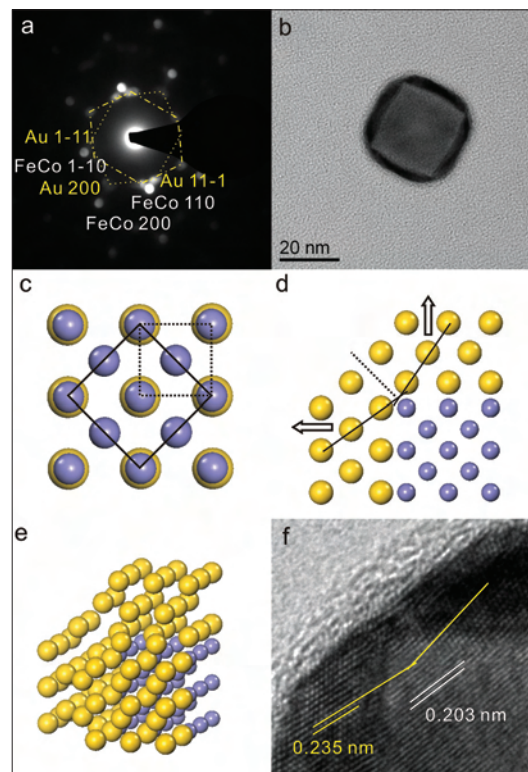 a
b
Au 1-11
FeCo 1-10
Au 200
Au 11-1
FeCo 110
FeCo 200
20 nm
c
d
e
f
0.203 nm
0.235 nm